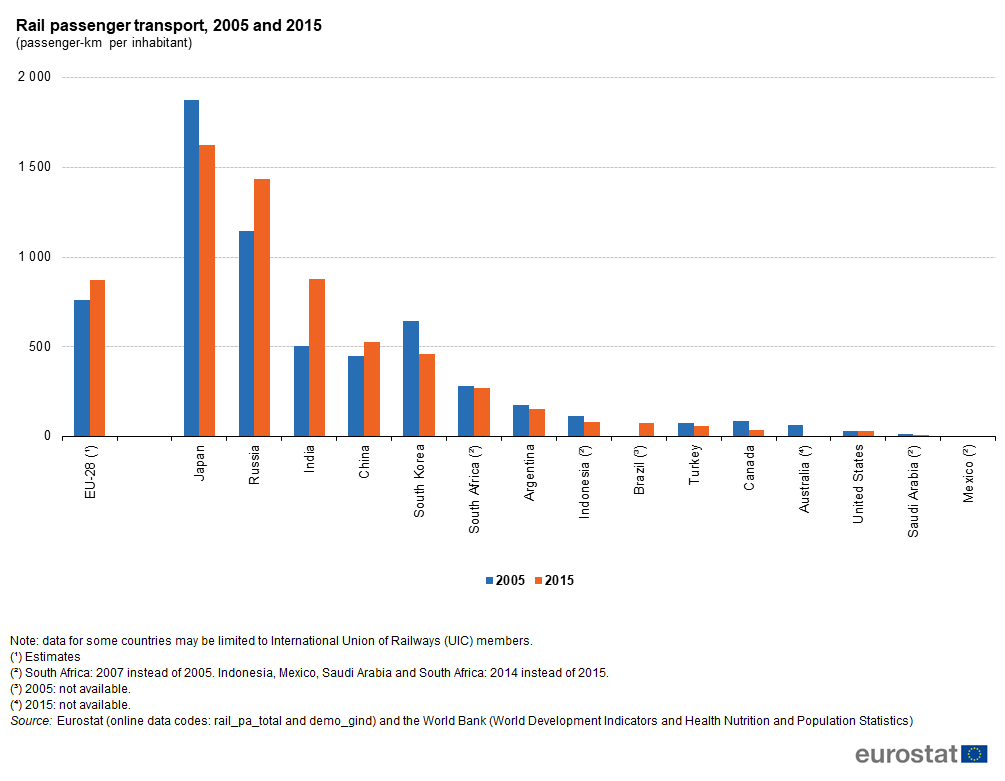 Rail passenger transport, 2005 and 2015
(passenger-km per inhabitant)
2 000
1 500
1 000
500
0
EU-28 (¹)
Japan
Russia
India
China
South Korea
South Africa (²)
Argentina
Indonesia (²)
Brazil (³)
Turkey
Canada
Australia (⁴)
United States
Saudi Arabia (²)
Mexico (²)
2005 2015
Note: data for some countries may be limited to International Union of Railways (UIC) members.
(¹) Estimates
(²) South Africa: 2007 instead of 2005. Indonesia, Mexico, Saudi Arabia and South Africa: 2014 instead of 2015.
(³) 2005: not available.
(⁴) 2015: not available.
Source: Eurostat (online data codes: rail_pa_total and demo_gind) and the World Bank (World Development Indicators and Health Nutrition and Population Statistics)
eurostat